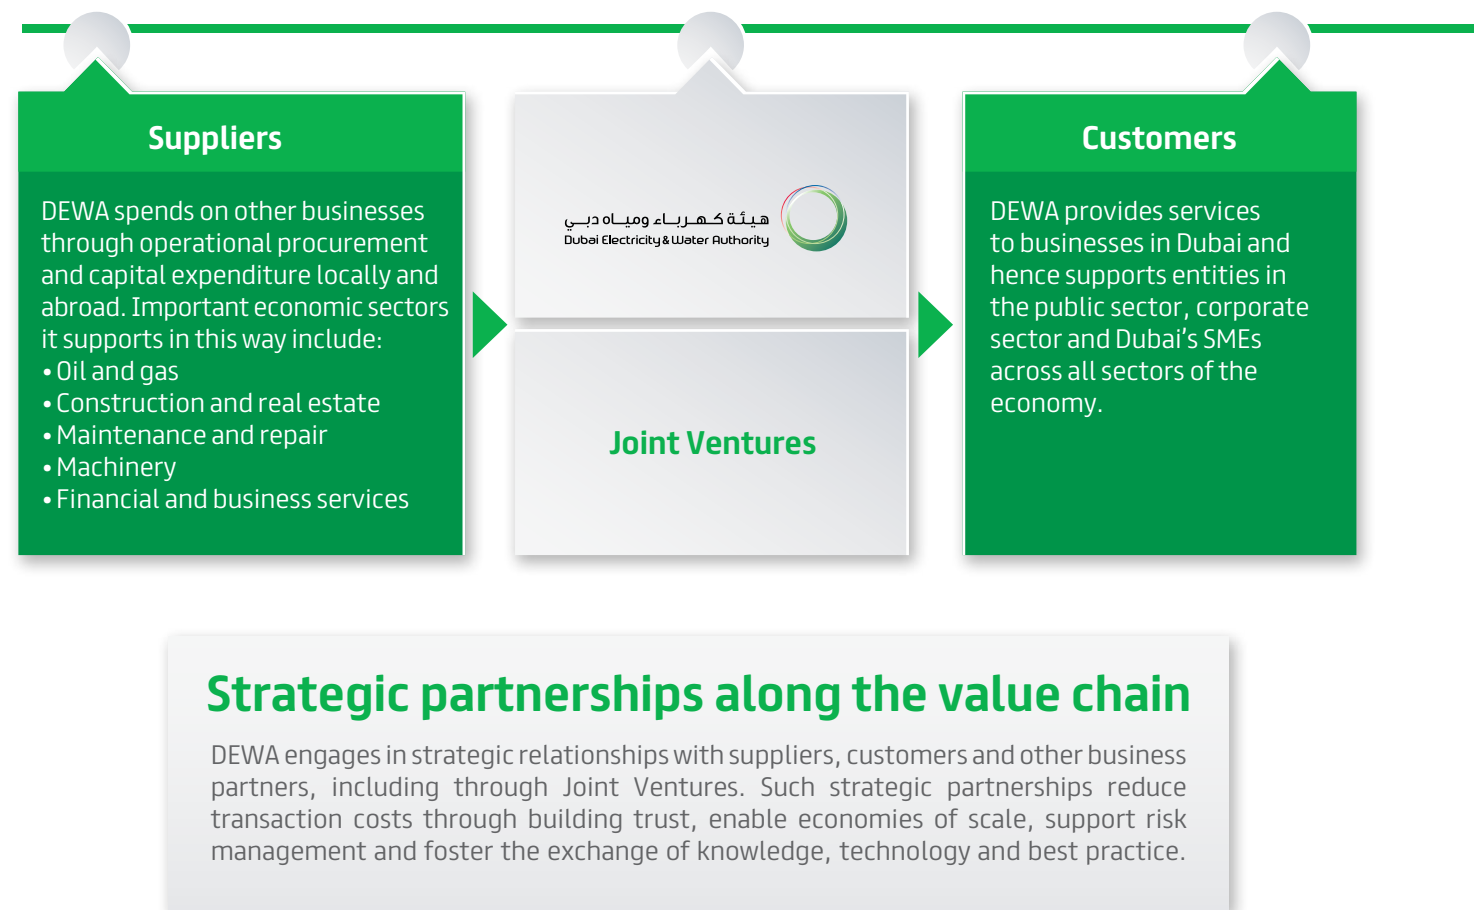 Suppliers
DEWA spends on other businesses
through operational procurement
and capital expenditure locally and
abroad. Important economic sectors
it supports in this way include:
• Oil and gas
• Construction and real estate
• Maintenance and repair
• Machinery
• Financial and business services
هيئة كهرباء ومياه دبي
Dubai Electricity & Water Authority
Joint Ventures
Customers
DEWA provides services
to businesses in Dubai and
hence supports entities in
the public sector, corporate
sector and Dubai’s SMEs
across all sectors of the
economy.
Strategic partnerships along the value chain
DEWA engages in strategic relationships with suppliers, customers and other business
partners, including through Joint Ventures. Such strategic partnerships reduce
transaction costs through building trust, enable economies of scale, support risk
management and foster the exchange of knowledge, technology and best practice.